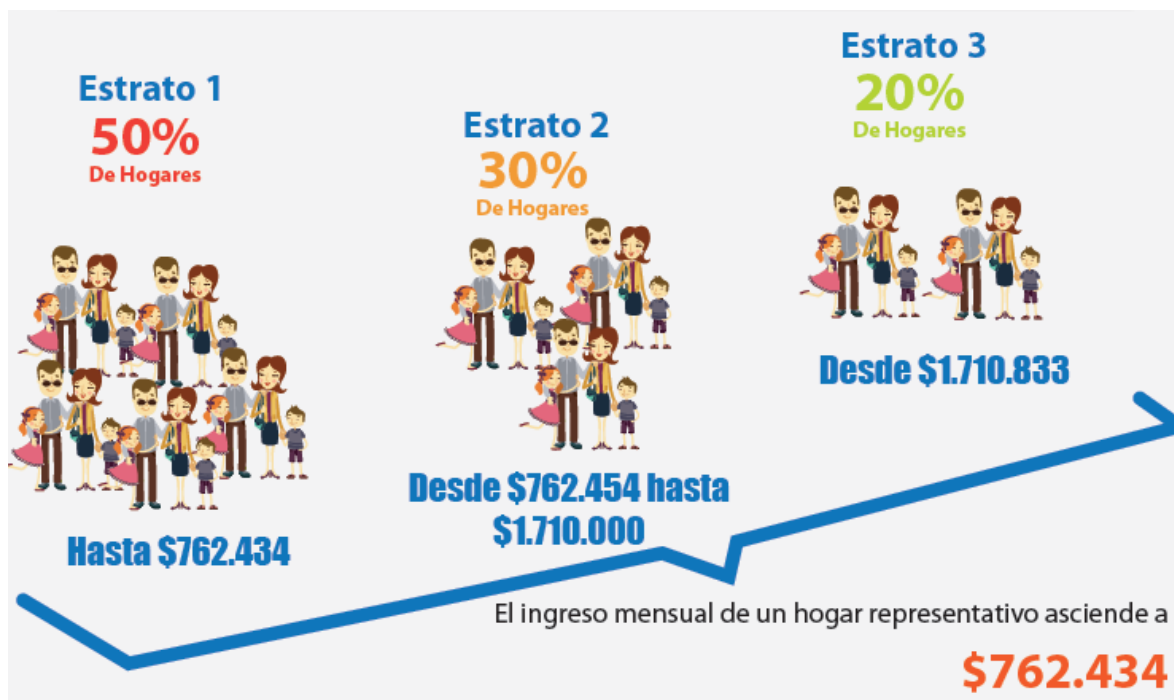 Estrato 1
50%
De Hogares
Hasta $762.434
Estrato 2
30%
De Hogares
Desde $762.454 hasta
$1.710.000
Estrato 3
20%
De Hogares
Desde $1.710.833
El ingreso mensual de un hogar representativo asciende a
$762.434